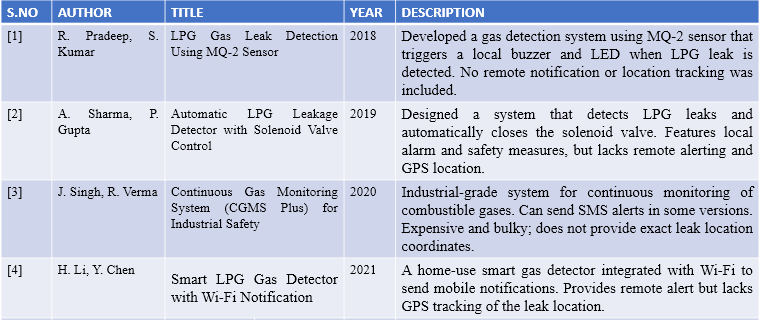 S.NO AUTHOR TITLE YEAR DESCRIPTION
[1] R. Pradeep, S. Kumar LPG Gas Leak Detection Using MQ-2 Sensor 2018 Developed a gas detection system using MQ-2 sensor that
triggers a local buzzer and LED when LPG leak is
detected. No remote notification or location tracking was
included.
[2] A. Sharma, P. Gupta Automatic LPG Leakage Detector with Solenoid Valve Control 2019 Designed a system that detects LPG leaks and
automatically closes the solenoid valve. Features local
alarm and safety measures, but lacks remote alerting and
GPS location.
[3] J. Singh, R. Verma Continuous Gas Monitoring System (CGMS Plus) for Industrial Safety 2020 Industrial-grade system for continuous monitoring of
combustible gases. Can send SMS alerts in some versions.
Expensive and bulky; does not provide exact leak location
coordinates.
[4] H. Li, Y. Chen Smart LPG Gas Detector with Wi-Fi Notification 2021 A home-use smart gas detector integrated with Wi-Fi to
send mobile notifications. Provides remote alert but lacks
GPS tracking of the leak location.